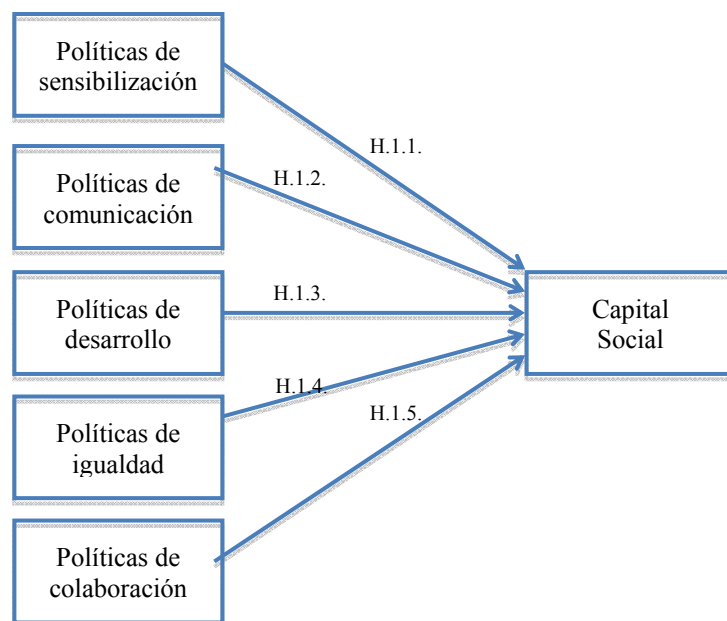 Políticas de
sensibilización
H.1.1.
Políticas de
comunicación
H.1.2.
Políticas de
desarrollo
H.1.3.
Capital
Social
Políticas de
igualdad
H.1.4.
H.1.5.
Políticas de
colaboración